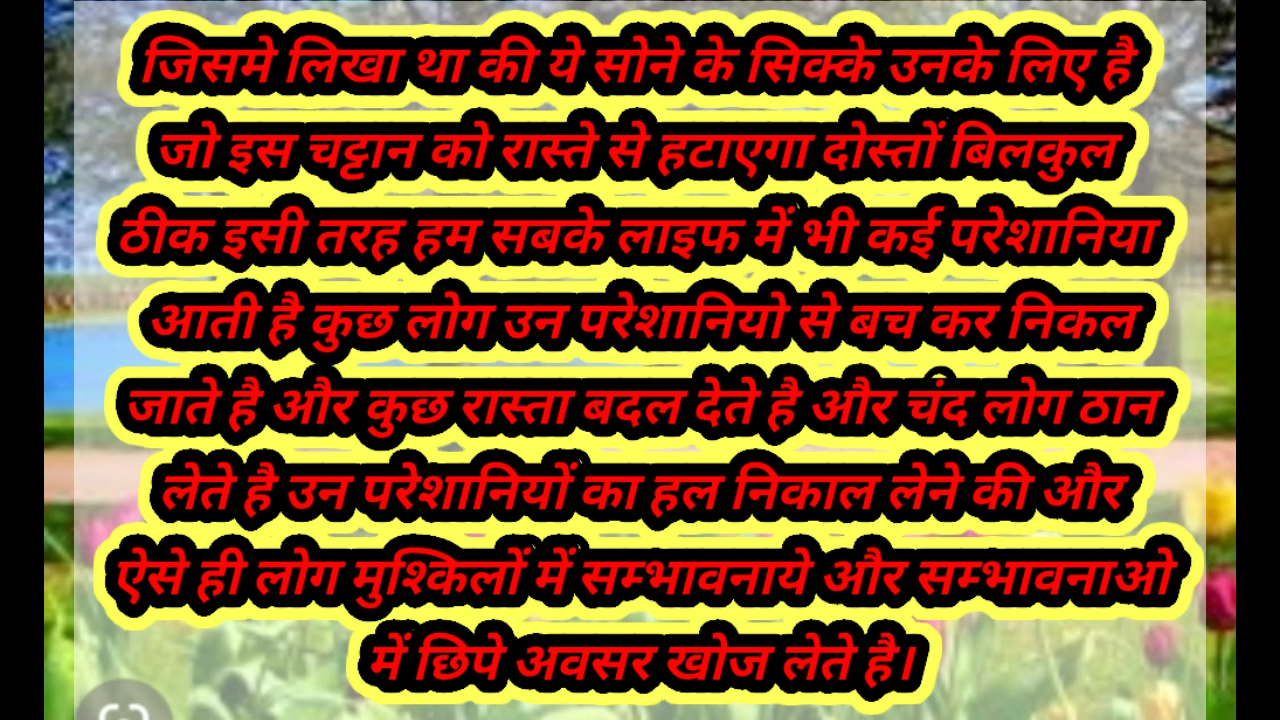 जिसमे लिखा था की ये सोने के सिक्के उनके लिए है
जो इस चट्टान को रास्ते से हटाएगा दोस्तों बिलकुल
ठीक इसी तरह हम सबके लाइफ में भी कई परेशानिया
आती है कुछ लोग उन परेशानियो से बच कर निकल
जाते है और कुछ रास्ता बदल देते है और चंद लोग ठान
लेते है उन परेशानियों का हल निकाल लेने की और
ऐसे ही लोग मुश्किलों में सम्भावनाये और सम्भावनाओ
में छिपे अवसर खोज लेते है।